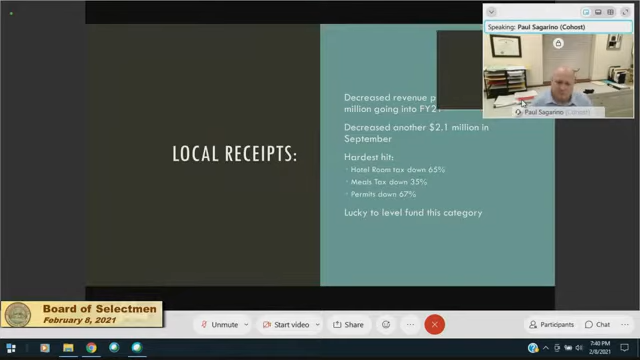 Speaking: Paul Sagarino (Cohost)
Paul Sagarino (Cohost)
LOCAL RECEIPTS:
Decreased revenue p
million going into FY21
Decreased another $2.1 million in
September
Hardest hit:
Hotel Room tax down 65%
Meals Tax down 35%
Permits down 67%
Lucky to level fund this category
Board of Selectmen
February 8, 2021
Unmute
Start video
Share
Participants
Chat
7:40 PM
2/8/2021